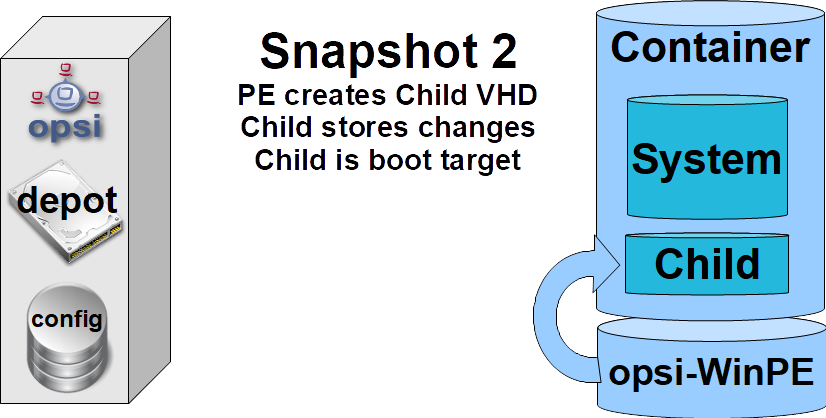 Snapshot 2
PE creates Child VHD
Child stores changes
Child is boot target
opsi
depot
config
Container
System
Child
opsi-WinPE